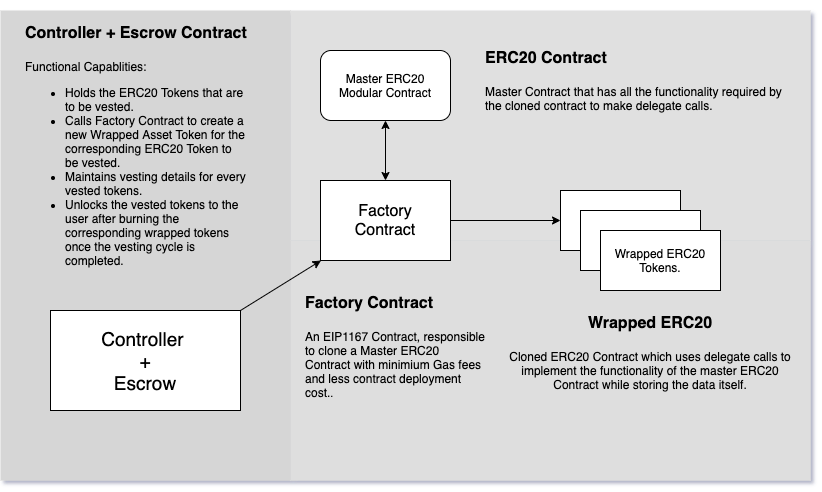 Controller + Escrow Contract
Functional Capablities:
• Holds the ERC20 Tokens that are
to be vested.
• Calls Factory Contract to create a
new Wrapped Asset Token for the
corresponding ERC20 Token to
be vested.
• Maintains vesting details for every
vested tokens.
• Unlocks the vested tokens to the
user after burning the
corresponding wrapped tokens
once the vesting cycle is
completed.
Controller
+
Escrow
Master ERC20
Modular Contract
ERC20 Contract
Master Contract that has all the functionality required by
the cloned contract to make delegate calls.
Factory
Contract
Wrapped ERC20
Tokens.
Factory Contract
An EIP1167 Contract, responsible
to clone a Master ERC20
Contract with minimium Gas fees
and less contract deployment
cost..
Wrapped ERC20
Cloned ERC20 Contract which uses delegate calls to
implement the functionality of the master ERC20
Contract while storing the data itself.